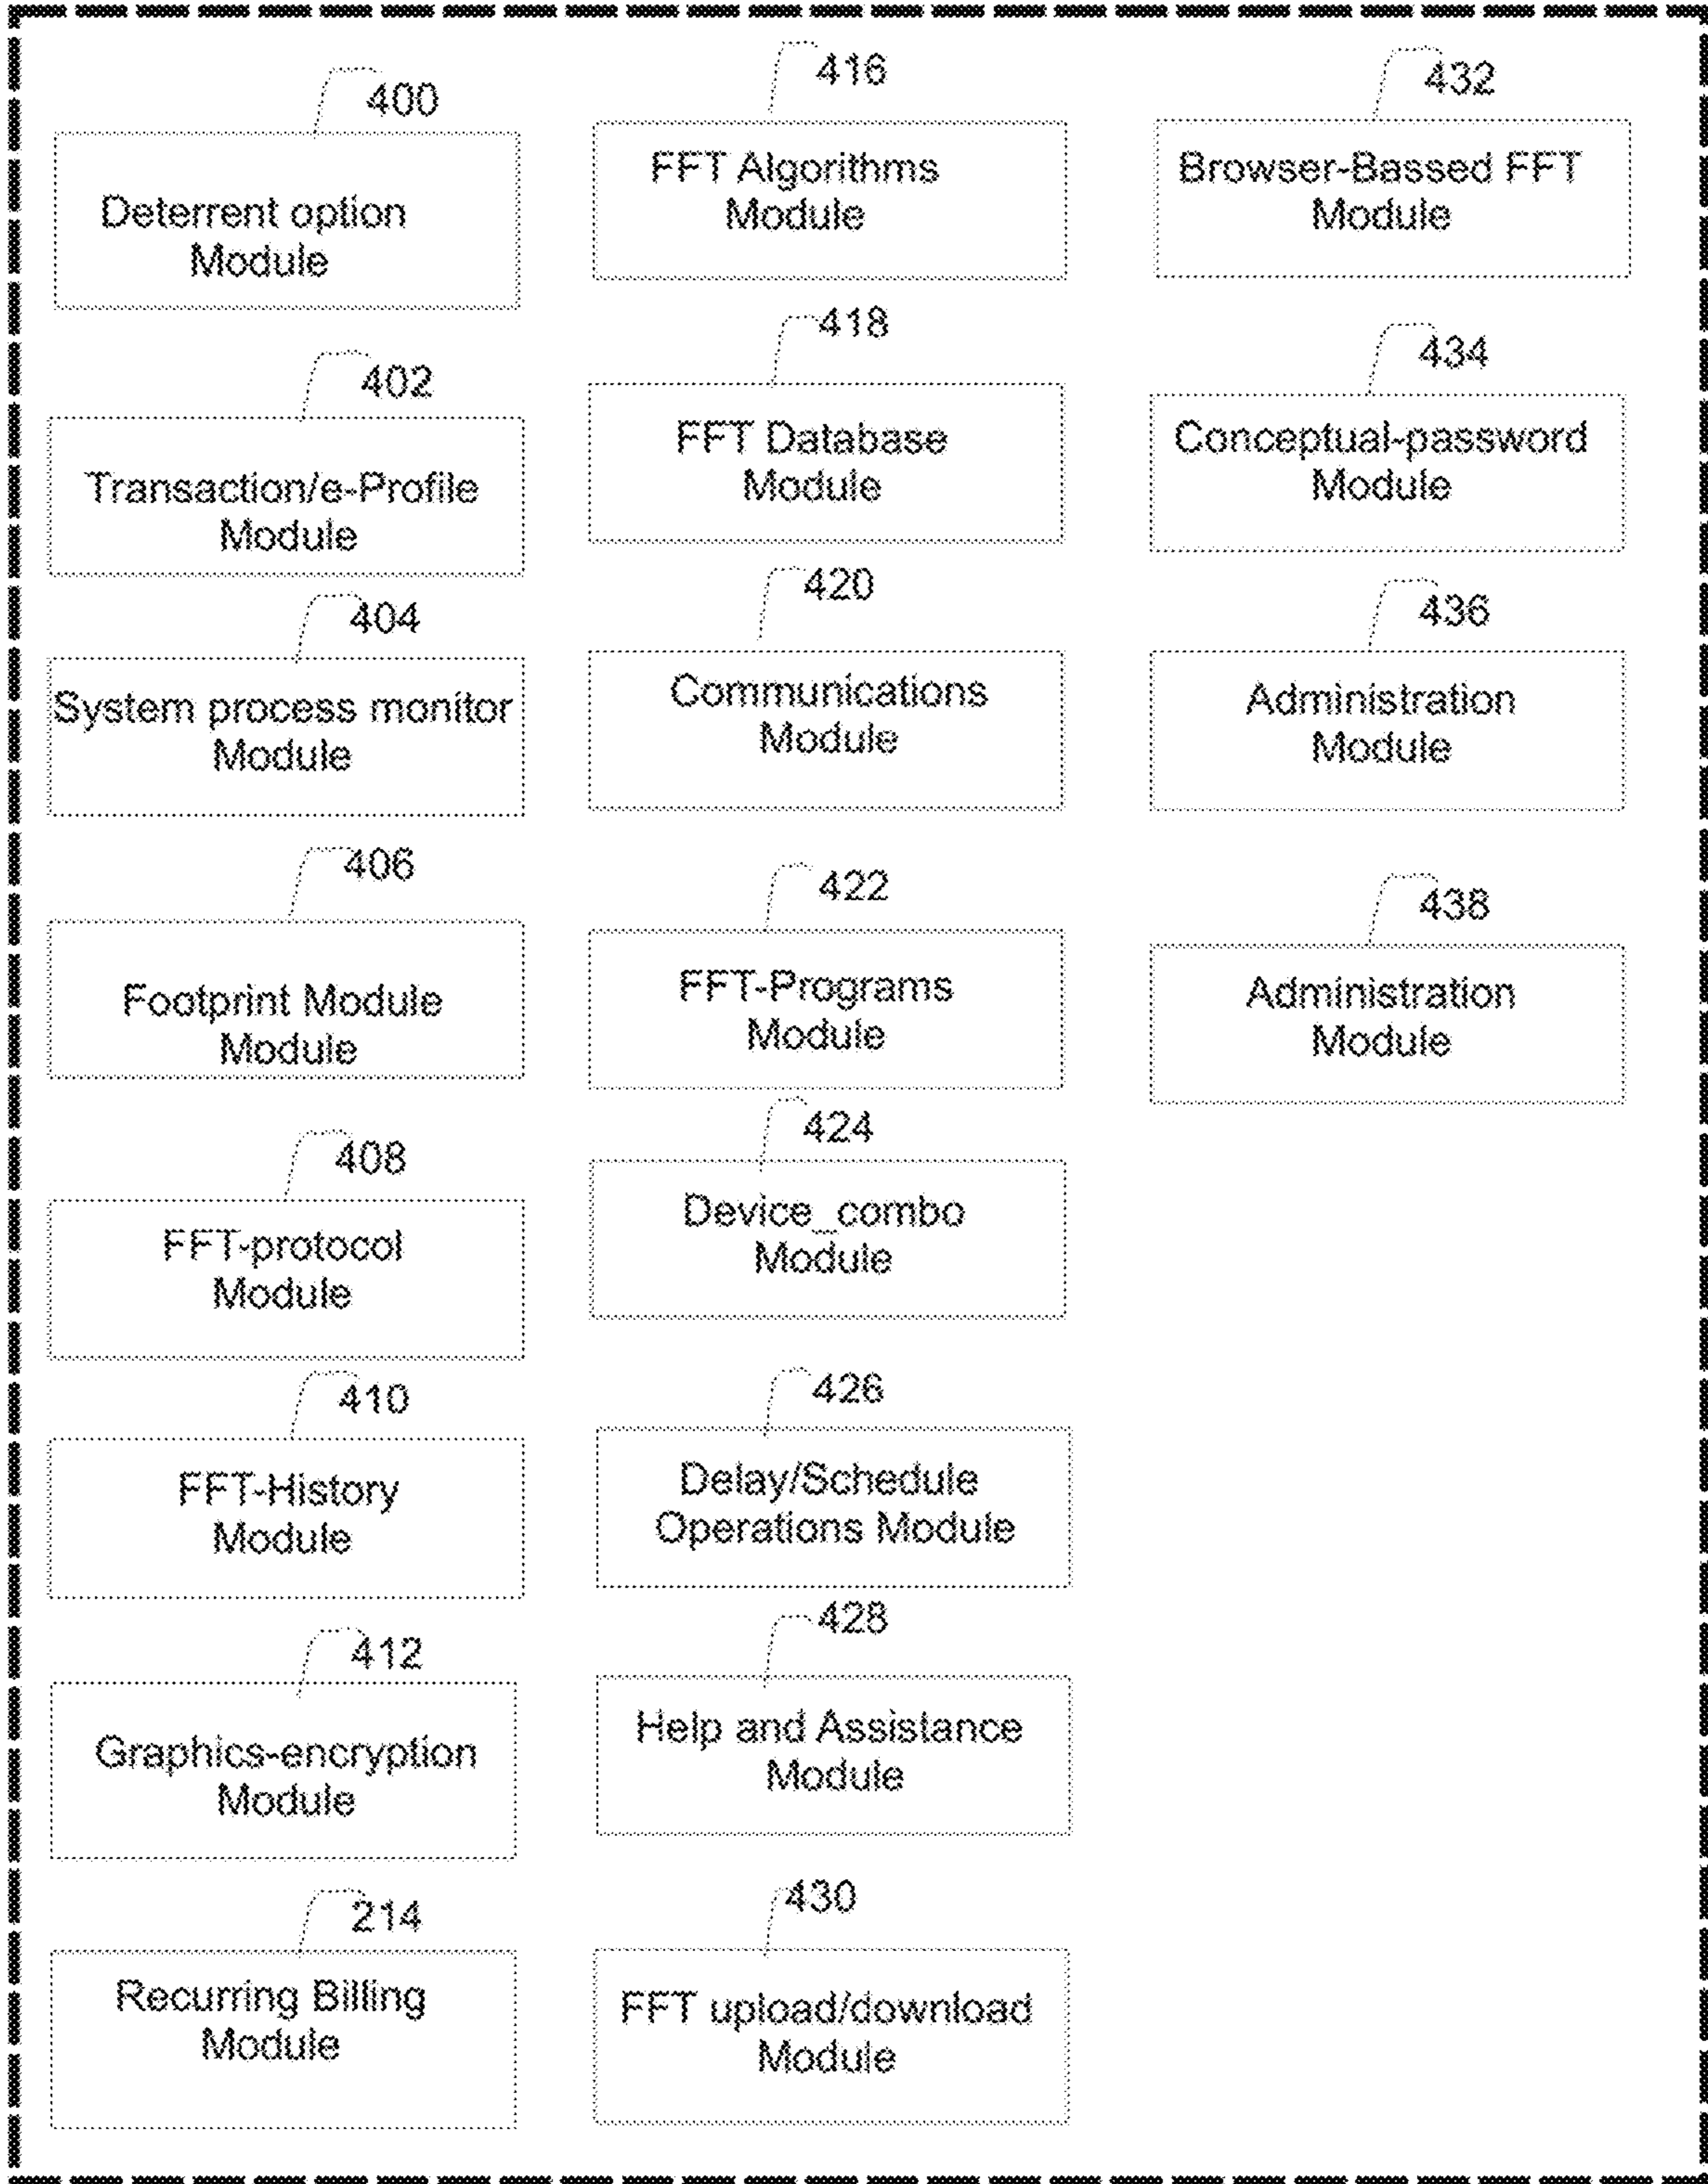 400
Deterrent option
Module
402
Transaction/e-Profile
Module
404
System process monitor
Module
406
Footprint Module
Module
408
FFT-protocol
Module
410
FFT-History
Module
412
Graphics-encryption
Module
214
Recurring Billing
Module
416
FFT Algorithms
Module
418
FFT Database
Module
420
Communications
Module
422
FFT-Programs
Module
424
Device_combo
Module
426
Delay/Schedule
Operations Module
428
Help and Assistance
Module
430
FFT upload/download
Module
432
Browser-Bassed FFT
Module
434
Conceptual-password
Module
436
Administration
Module
438
Administration
Module